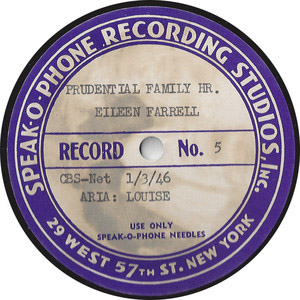 SPEAK-O-PHONE RECORDING STUDIOS, Inc.
PRUDENTIAL FAMILY HR.
EILEEN FARRELL
RECORD No. 5
CBS-Net 1/3/46
ARIA: LOUISE
USE ONLY
SPEAK-O-PHONE NEEDLES
29 WEST 57TH ST. NEW YORK